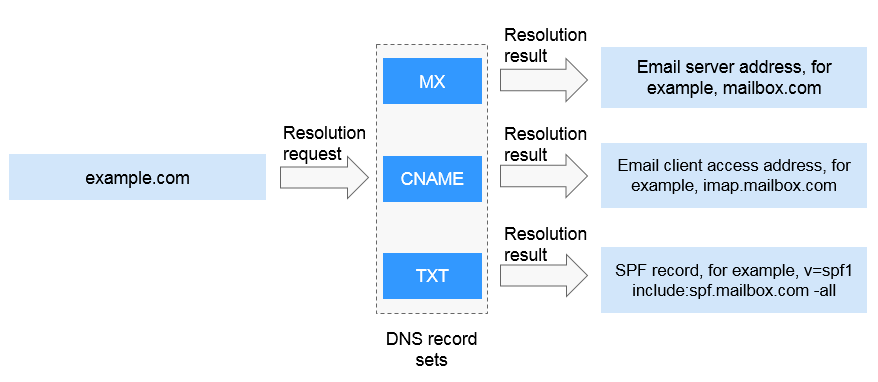 example.com
Resolution
request
MX
CNAME
TXT
DNS record
sets
Resolution
result
Email server address, for
example, mailbox.com
Resolution
result
Email client access address, for
example, imap.mailbox.com
Resolution
result
SPF record, for example, v=spf1
include:spf.mailbox.com -all